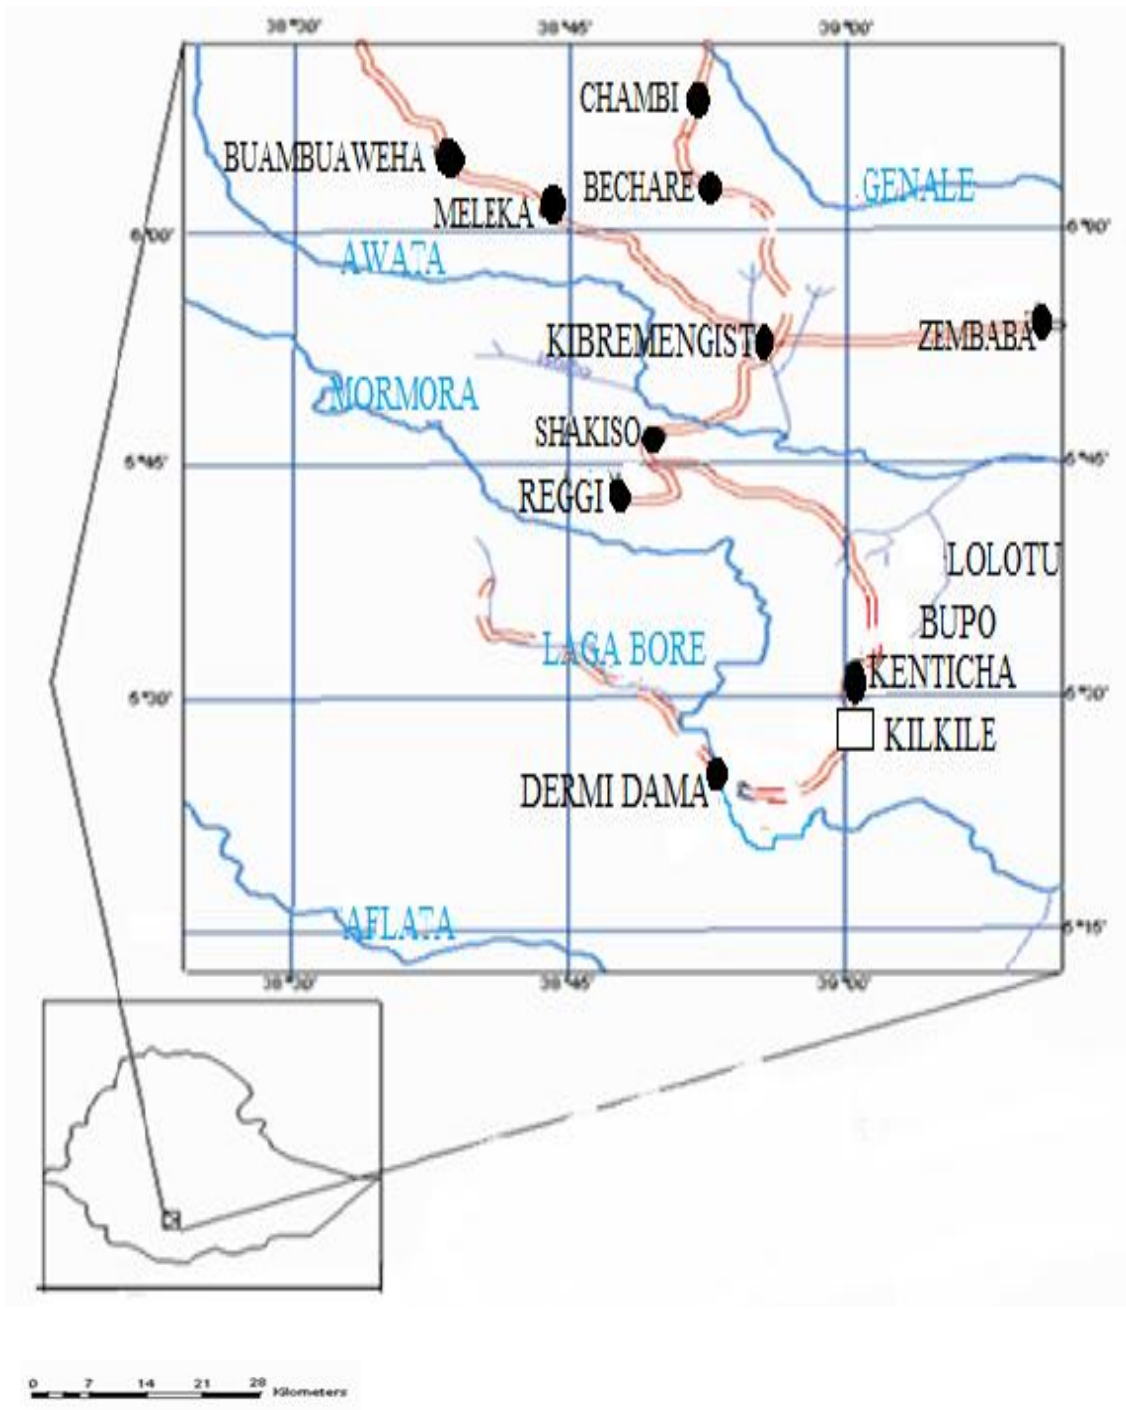 38°30' 38°45' 39°00'
CHAMBI
BUAMBUAWEHA
BECHARE GENALE
MELEKA
6°00' 6°00'
AWATA
KIBREMENGIST ZEMBABA
MORMORA
SHAKISO
5°45' 5°45'
REGGI
LOLOTU
BUPO
LAGA BORE
KENTICHA
5°30' 5°30'
KILKILE
DERMI DAMA
AFLATA
5°15'
38°30' 38°45' 39°00'
0 7 14 21 28 Kilometers